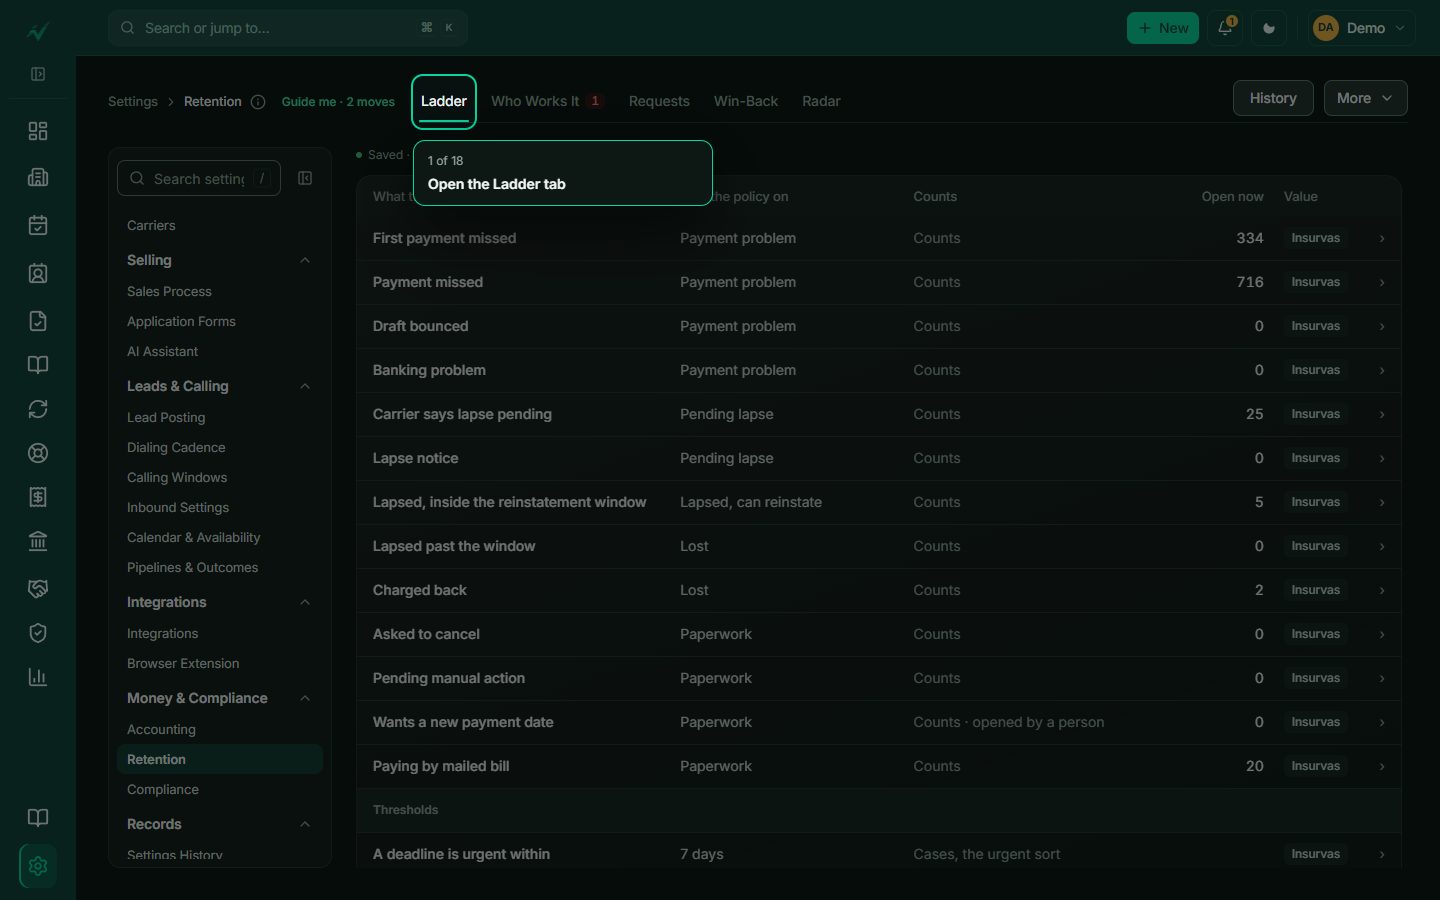 Search or jump to...
⌘ K
+ New
1
DA
Demo
Settings › Retention
Guide me · 2 moves
Ladder
Who Works It 1
Requests
Win-Back
Radar
History
More
Search setting
/
Saved ·
1 of 18
Open the Ladder tab
What
the policy on
Counts
Open now
Value
First payment missed
Payment problem
Counts
334
Insurvas
Payment missed
Payment problem
Counts
716
Insurvas
Draft bounced
Payment problem
Counts
0
Insurvas
Banking problem
Payment problem
Counts
0
Insurvas
Carrier says lapse pending
Pending lapse
Counts
25
Insurvas
Lapse notice
Pending lapse
Counts
0
Insurvas
Lapsed, inside the reinstatement window
Lapsed, can reinstate
Counts
5
Insurvas
Lapsed past the window
Lost
Counts
0
Insurvas
Charged back
Lost
Counts
2
Insurvas
Asked to cancel
Paperwork
Counts
0
Insurvas
Pending manual action
Paperwork
Counts
0
Insurvas
Wants a new payment date
Paperwork
Counts · opened by a person
0
Insurvas
Paying by mailed bill
Paperwork
Counts
20
Insurvas
Thresholds
A deadline is urgent within
7 days
Cases, the urgent sort
Insurvas
Carriers
Selling
Sales Process
Application Forms
AI Assistant
Leads & Calling
Lead Posting
Dialing Cadence
Calling Windows
Inbound Settings
Calendar & Availability
Pipelines & Outcomes
Integrations
Integrations
Browser Extension
Money & Compliance
Accounting
Retention
Compliance
Records
Settings History